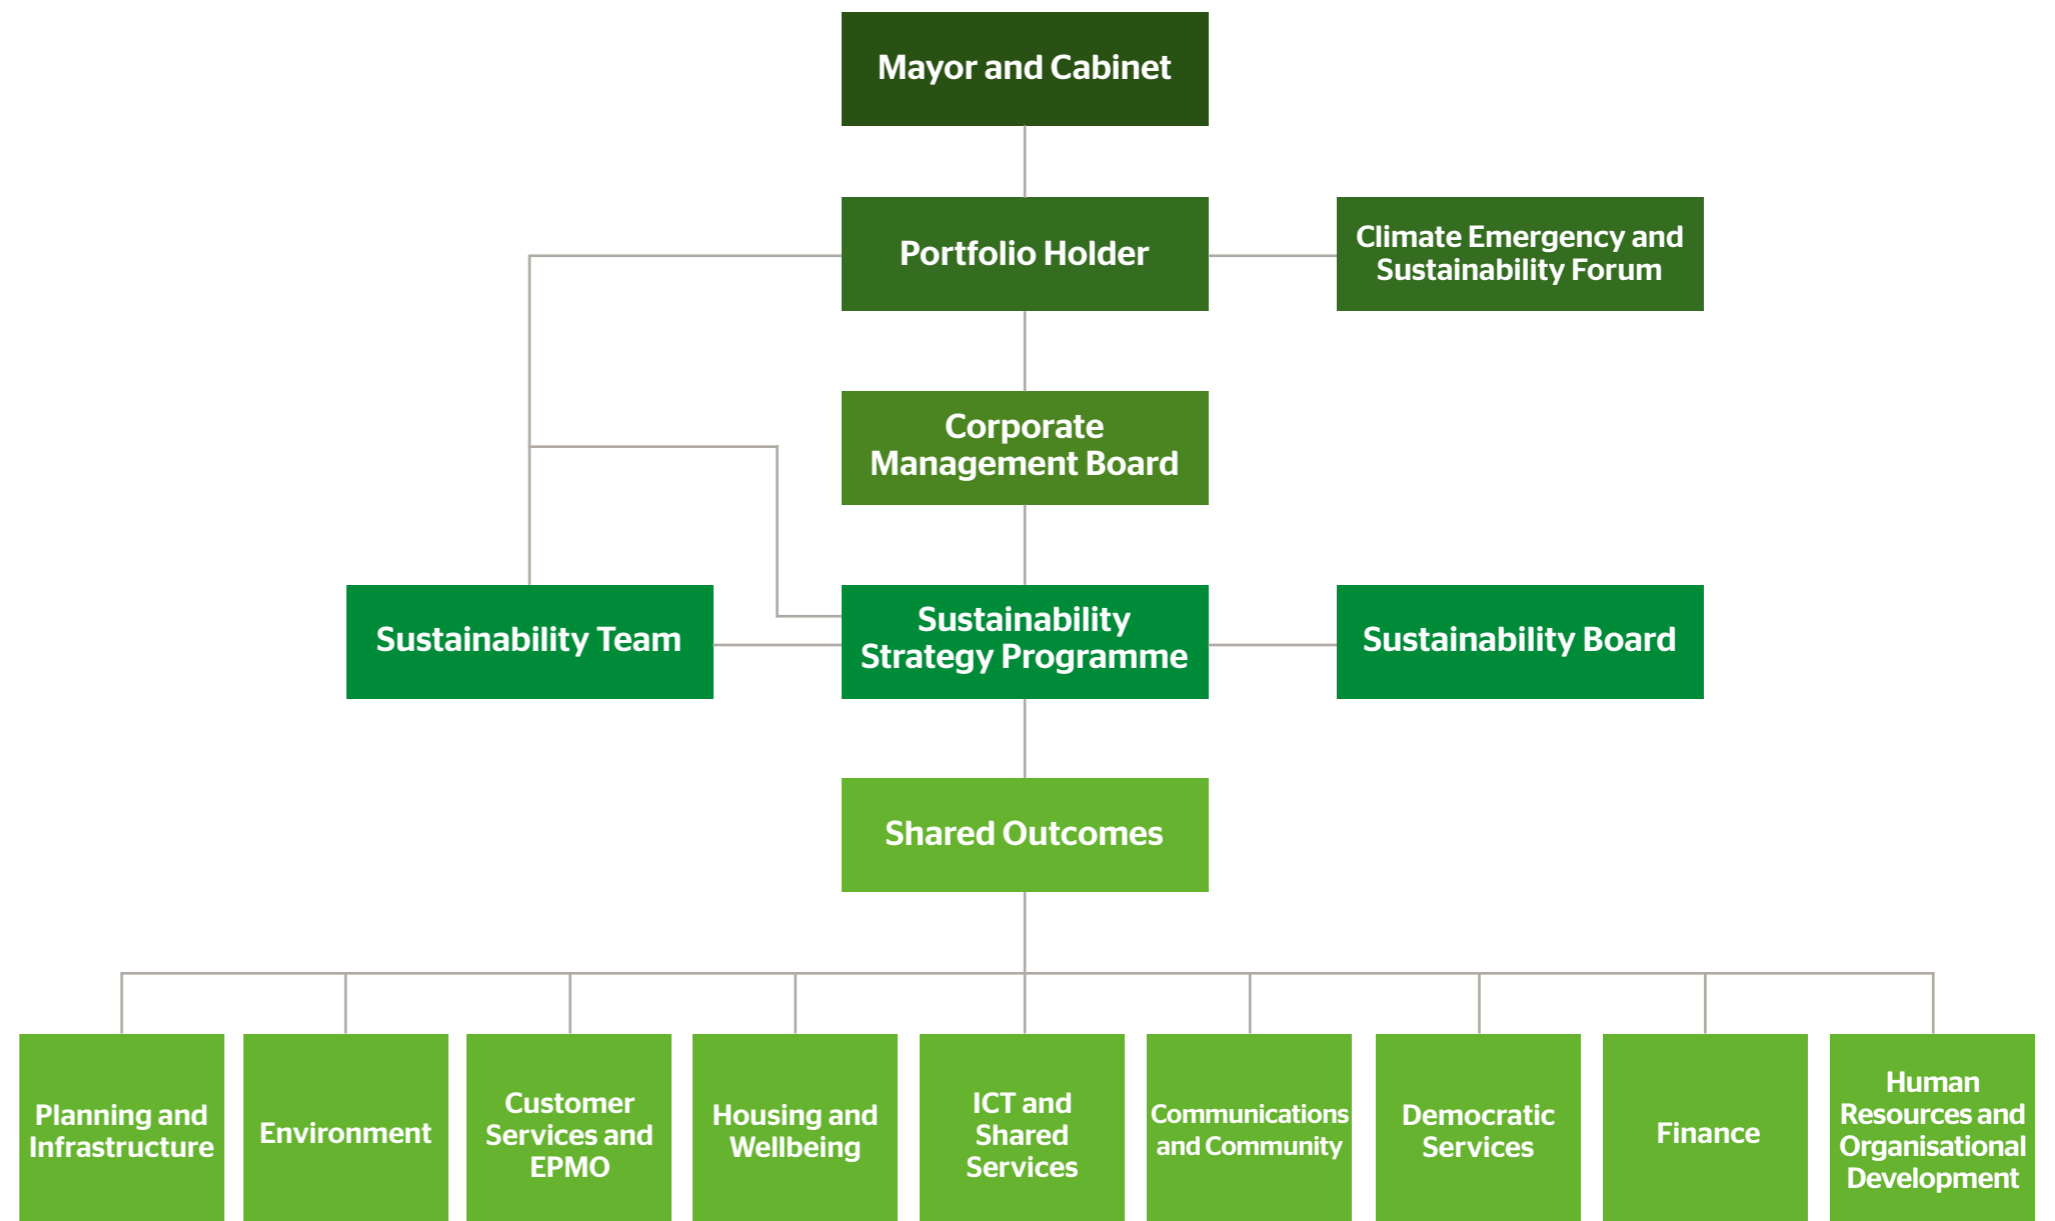 Mayor and Cabinet
Portfolio Holder
Climate Emergency and
Sustainability Forum
Corporate
Management Board
Sustainability Team
Sustainability
Strategy Programme
Sustainability Board
Shared Outcomes
Planning and
Infrastructure
Environment
Customer
Services and
EPMO
Housing and
Wellbeing
ICT and
Shared
Services
Communications
and Community
Democratic
Services
Finance
Human
Resources and
Organisational
Development